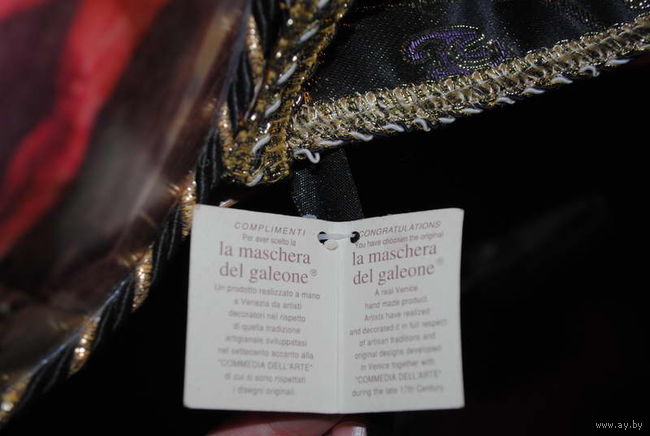 COMPLIMENTI
Per aver scelto la
la maschera
del galeone®
Un prodotto realizzato a mano
a Venezia da artisti
decoratori nel rispetto
di quella tradizione
artigianale sviluppatasi
nel settecento accanto alla
"COMMEDIA DELL'ARTE"
di cui si sono rispettati
i disegni originali.
CONGRATULATIONS
You have choosen the original
la maschera
del galeone®
A real Venice
hand made product.
Artists have realized
and decorated it in full respect
of artisan traditions and
original designs developed
in Venice together with
"COMMEDIA DELL'ARTE"
during the late 17th Century.
www.ay.by